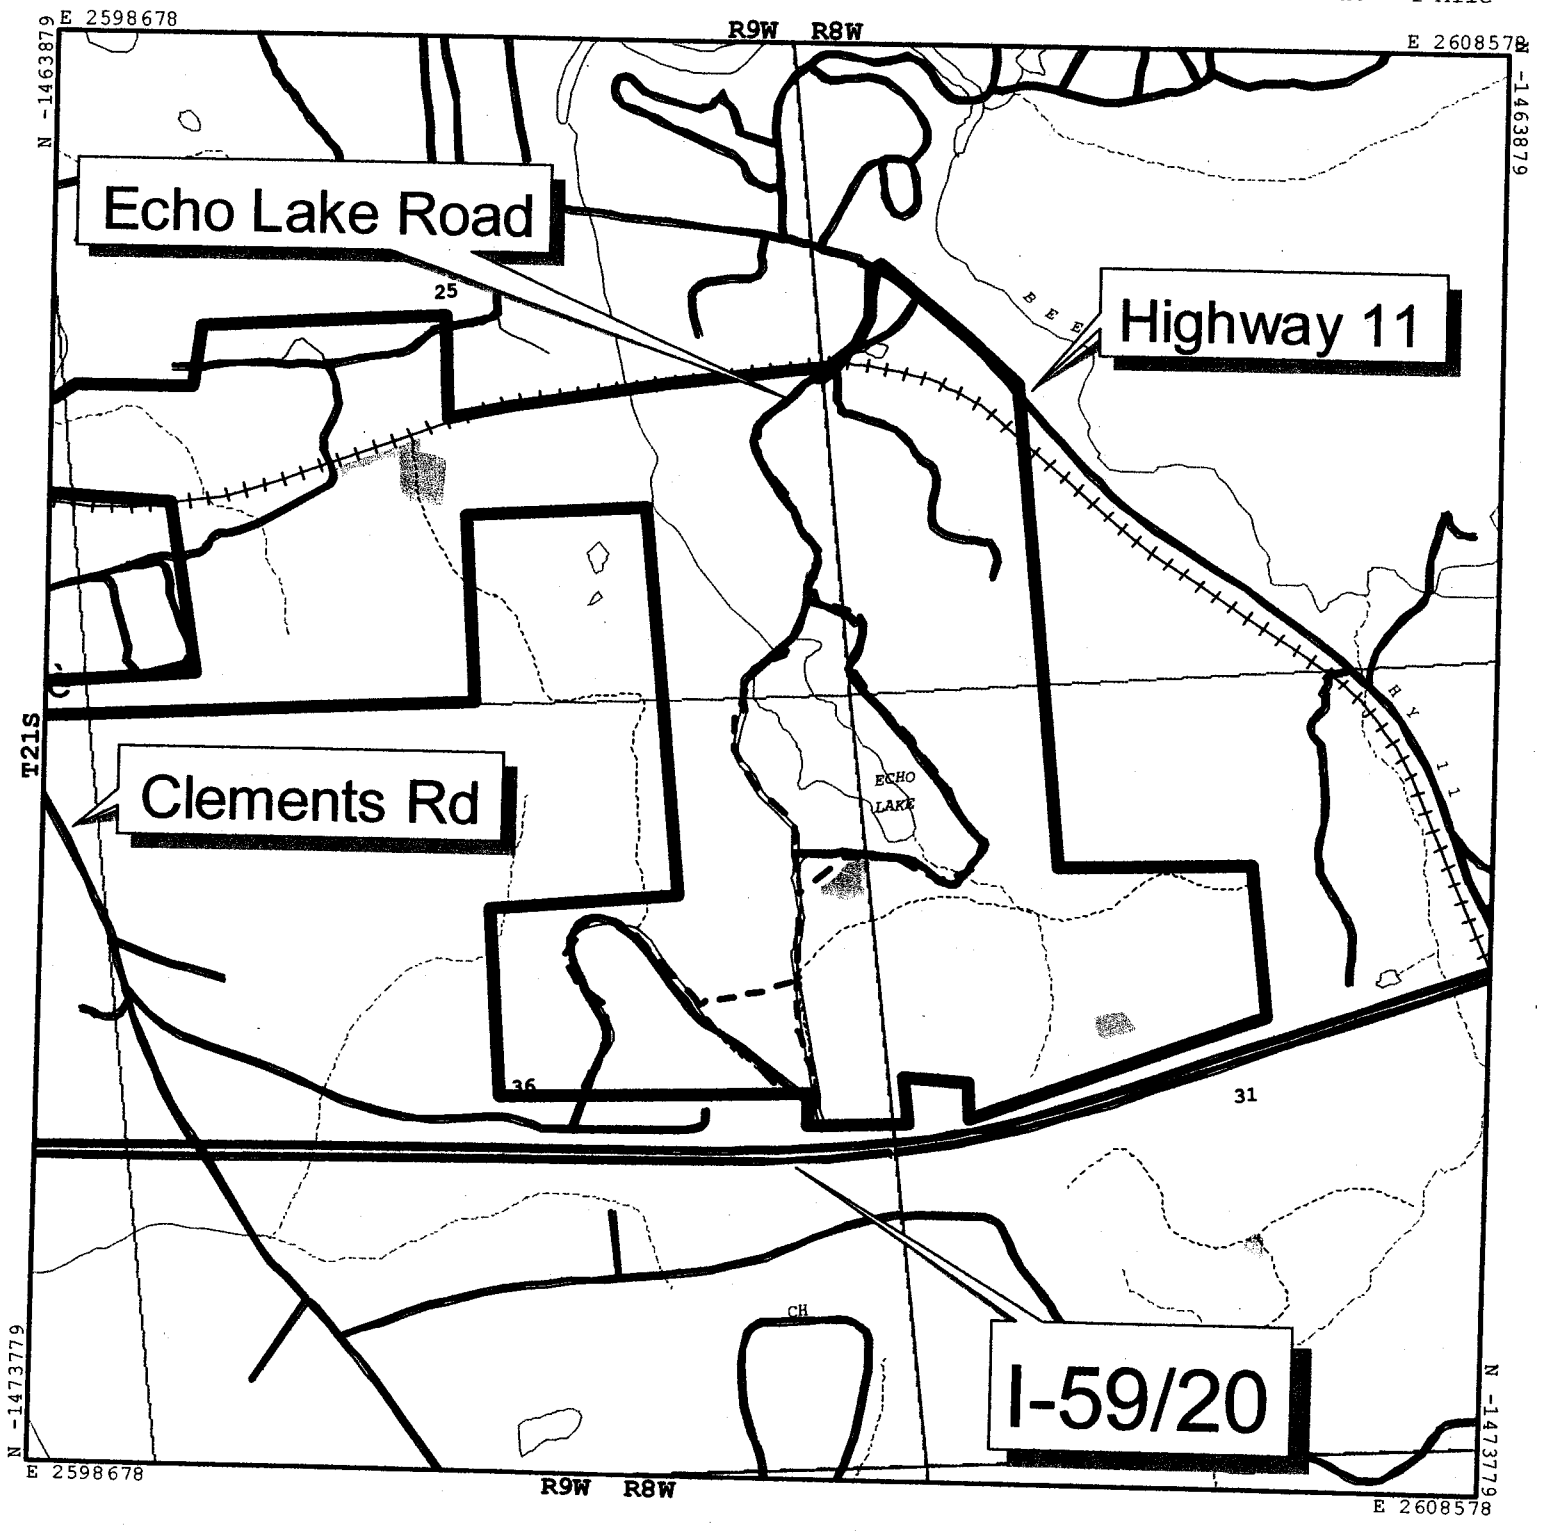 E 2598678
R9W R8W
E 2608578
N -1463879
N -1463879
Echo Lake Road
25
BEE
Highway 11
T21S
HY 11
Clements Rd
ECHO
LAKE
36
31
CH
I-59/20
N -1473779
N -1473779
E 2598678
R9W R8W
E 2608578